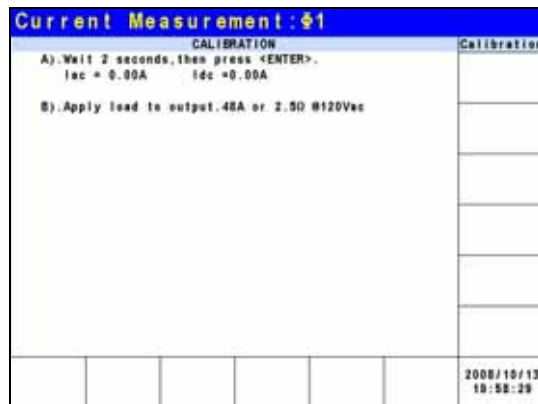 Current Measurement:Φ1
CALIBRATION
Calibration
A).Wait 2 seconds,then press <ENTER>.
Iac = 0.00A Idc =0.00A
B).Apply load to output.48A or 2.5Ω @120Vac
2008/10/13
19:58:29